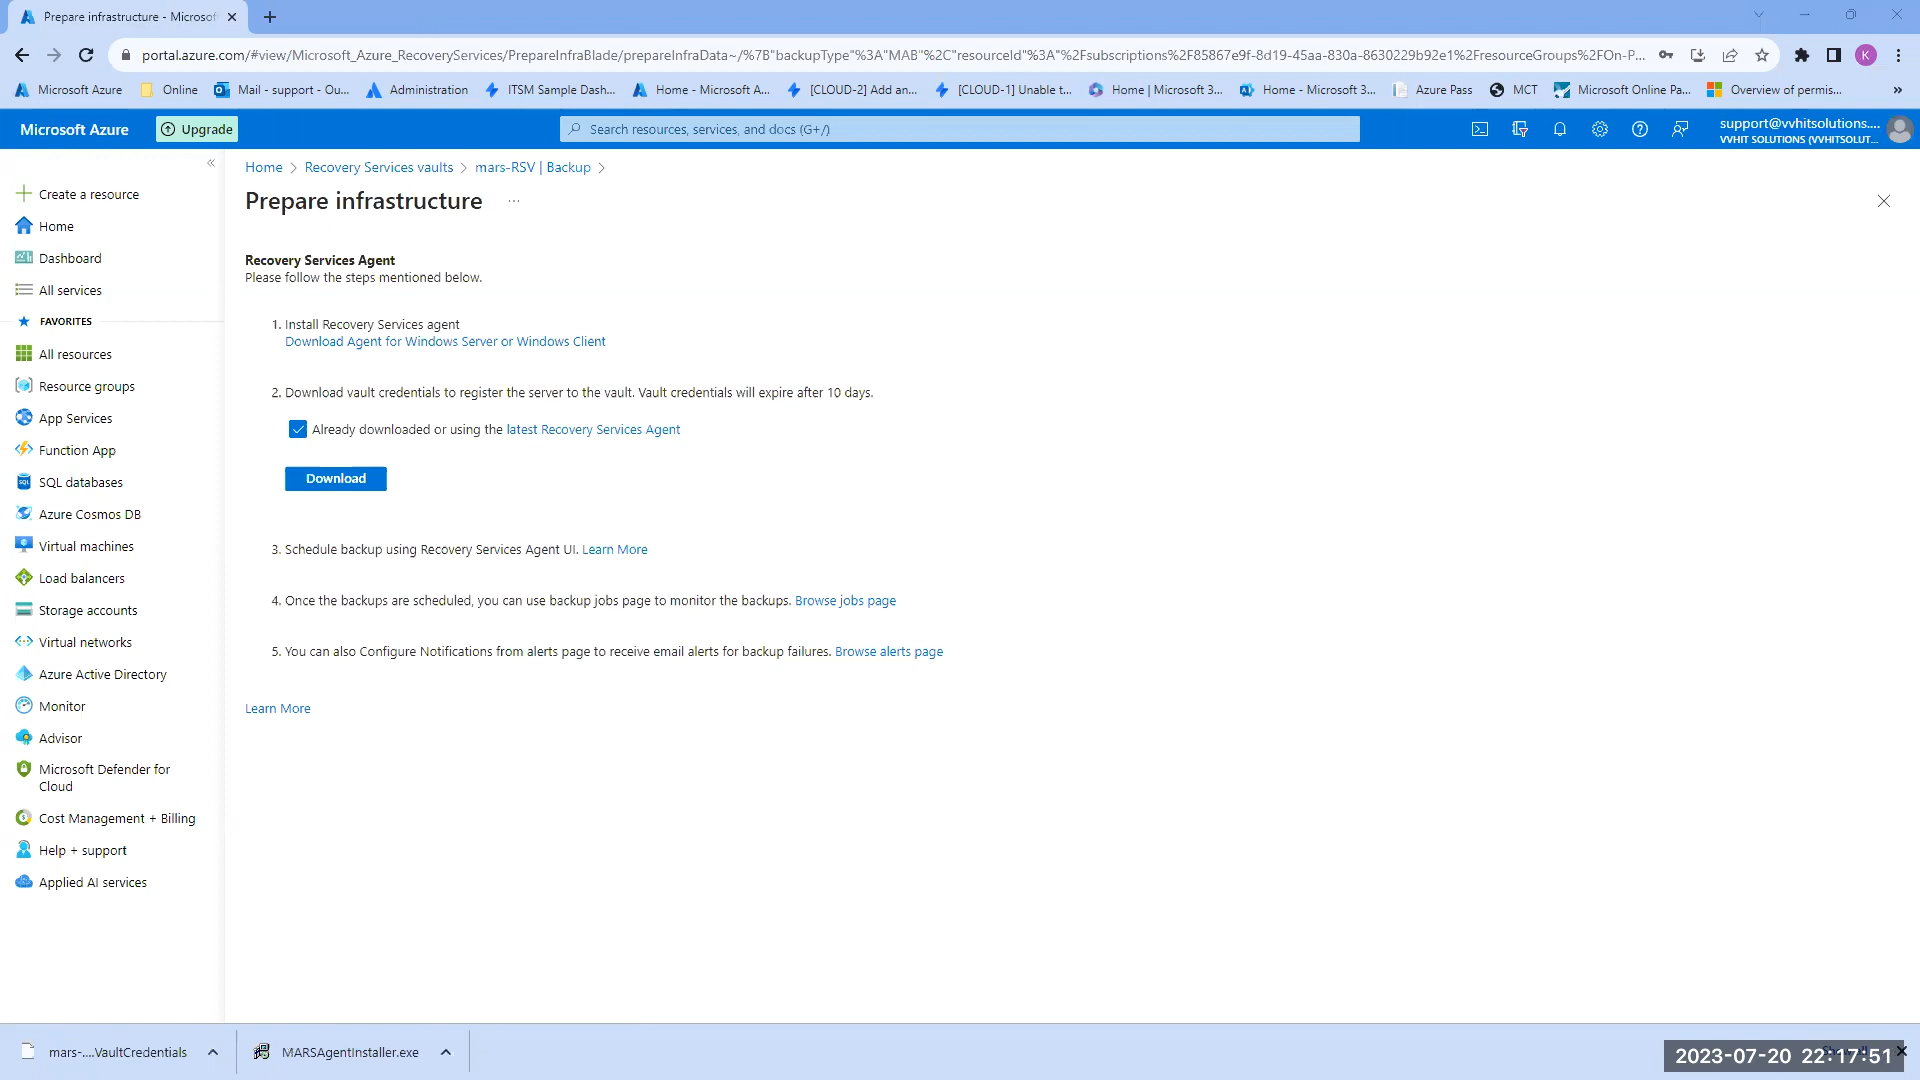 Prepare infrastructure - Microsof
portal.azure.com/#view/Microsoft_Azure_RecoveryServices/PrepareInfraBlade/prepareInfraData~/%7B"backupType"%3A"MAB"%2C"resourceId"%3A"%2Fsubscriptions%2F85867e9f-8d19-45aa-830a-8630229b92e1%2FresourceGroups%2FOn-P...
K
Microsoft Azure
Online
Mail - support - Ou...
Administration
ITSM Sample Dash...
Home - Microsoft A...
[CLOUD-2] Add an...
[CLOUD-1] Unable t...
Home | Microsoft 3...
Home - Microsoft 3...
Azure Pass
MCT
Microsoft Online Pa...
Overview of permis...
»
Microsoft Azure
Upgrade
Search resources, services, and docs (G+/)
support@vvhitsolutions....
VVHIT SOLUTIONS (VVHITSOLUT...
«
Create a resource
Home
Dashboard
All services
FAVORITES
All resources
Resource groups
App Services
Function App
SQL databases
Azure Cosmos DB
Virtual machines
Load balancers
Storage accounts
Virtual networks
Azure Active Directory
Monitor
Advisor
Microsoft Defender for
Cloud
Cost Management + Billing
Help + support
Applied AI services
Home > Recovery Services vaults > mars-RSV | Backup >
Prepare infrastructure ...
Recovery Services Agent
Please follow the steps mentioned below.
1. Install Recovery Services agent
Download Agent for Windows Server or Windows Client
2. Download vault credentials to register the server to the vault. Vault credentials will expire after 10 days.
Already downloaded or using the latest Recovery Services Agent
Download
3. Schedule backup using Recovery Services Agent UI. Learn More
4. Once the backups are scheduled, you can use backup jobs page to monitor the backups. Browse jobs page
5. You can also Configure Notifications from alerts page to receive email alerts for backup failures. Browse alerts page
Learn More
mars-....VaultCredentials
MARSAgentInstaller.exe
2023-07-20 22:17:51